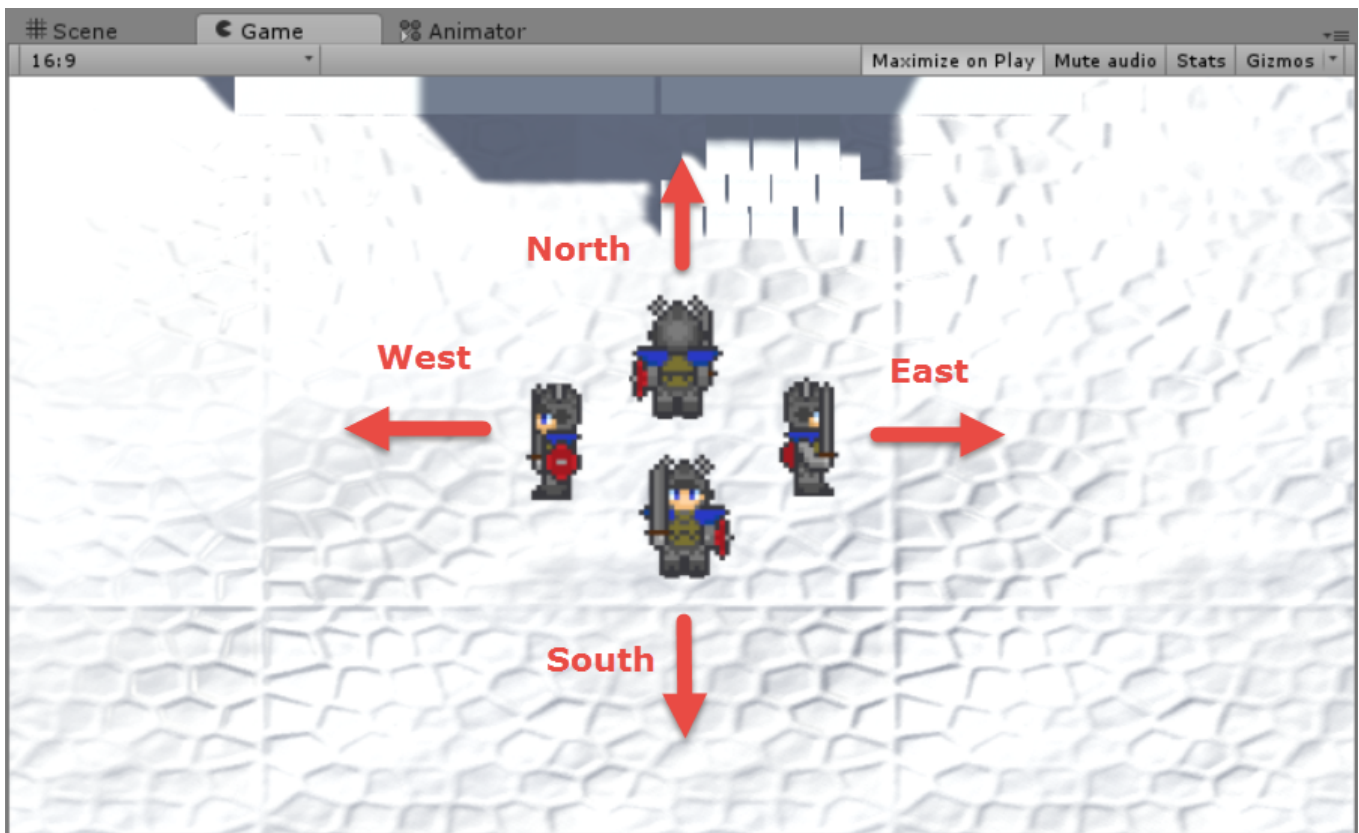 Scene
Game
Animator
16:9
Maximize on Play
Mute audio
Stats
Gizmos
North
West
East
South